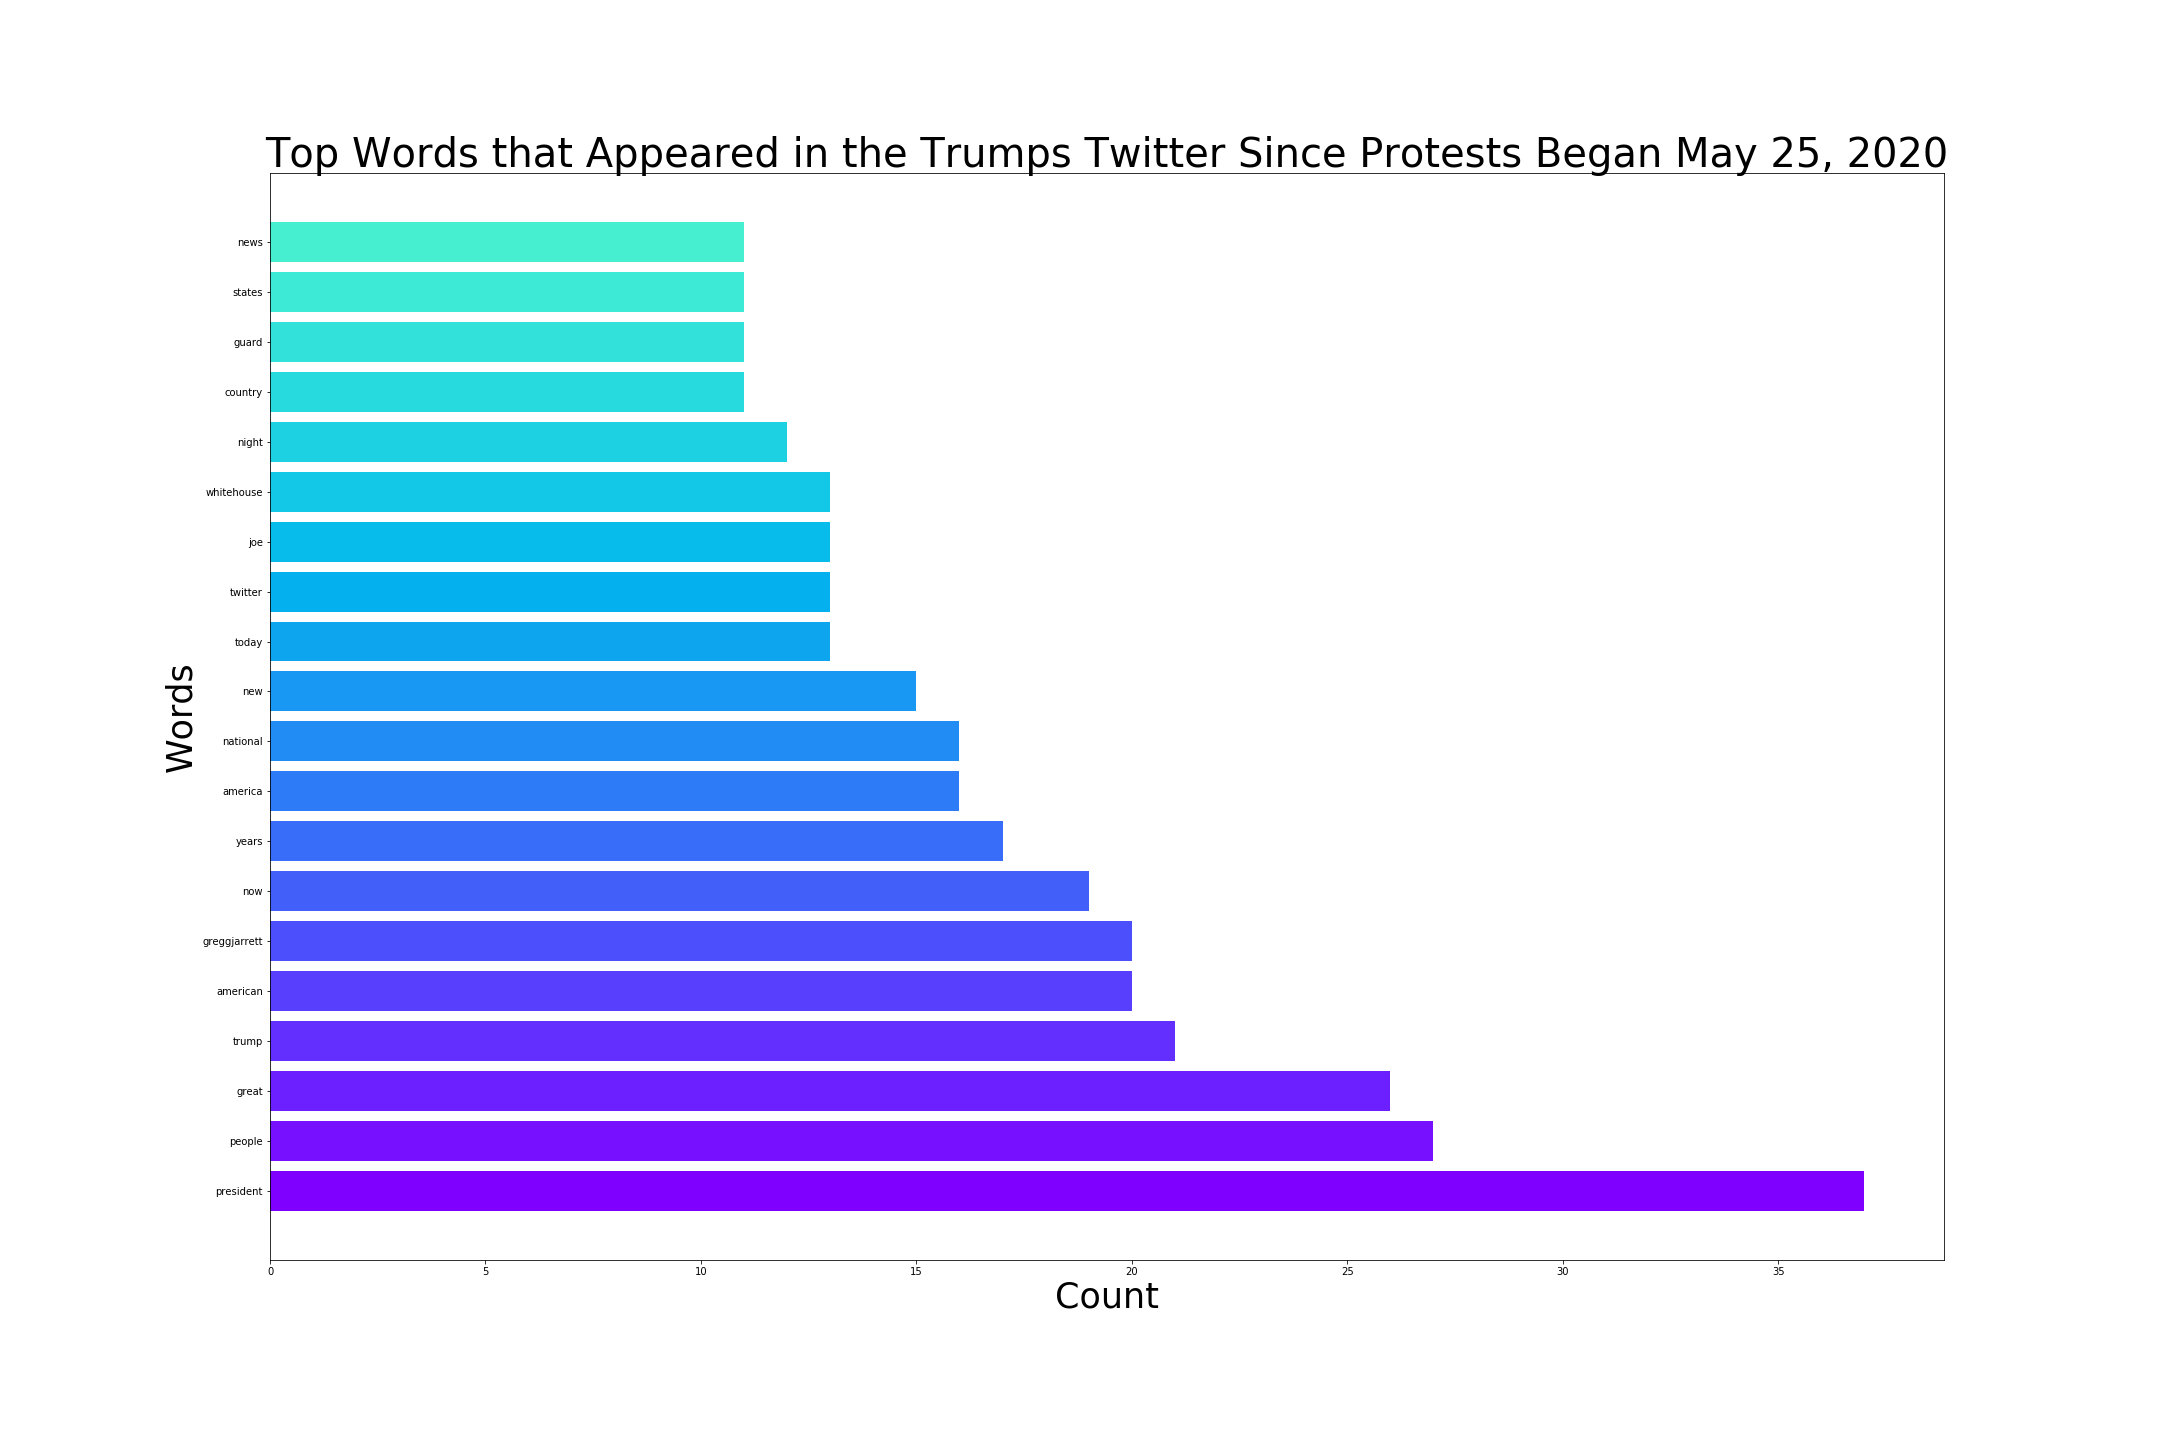 Top Words that Appeared in the Trumps Twitter Since Protests Began May 25, 2020
news
states
guard
country
night
whitehouse
joe
twitter
today
new
national
america
years
now
greggjarrett
american
trump
great
people
president
Words
0 5 10 15 20 25 30 35
Count